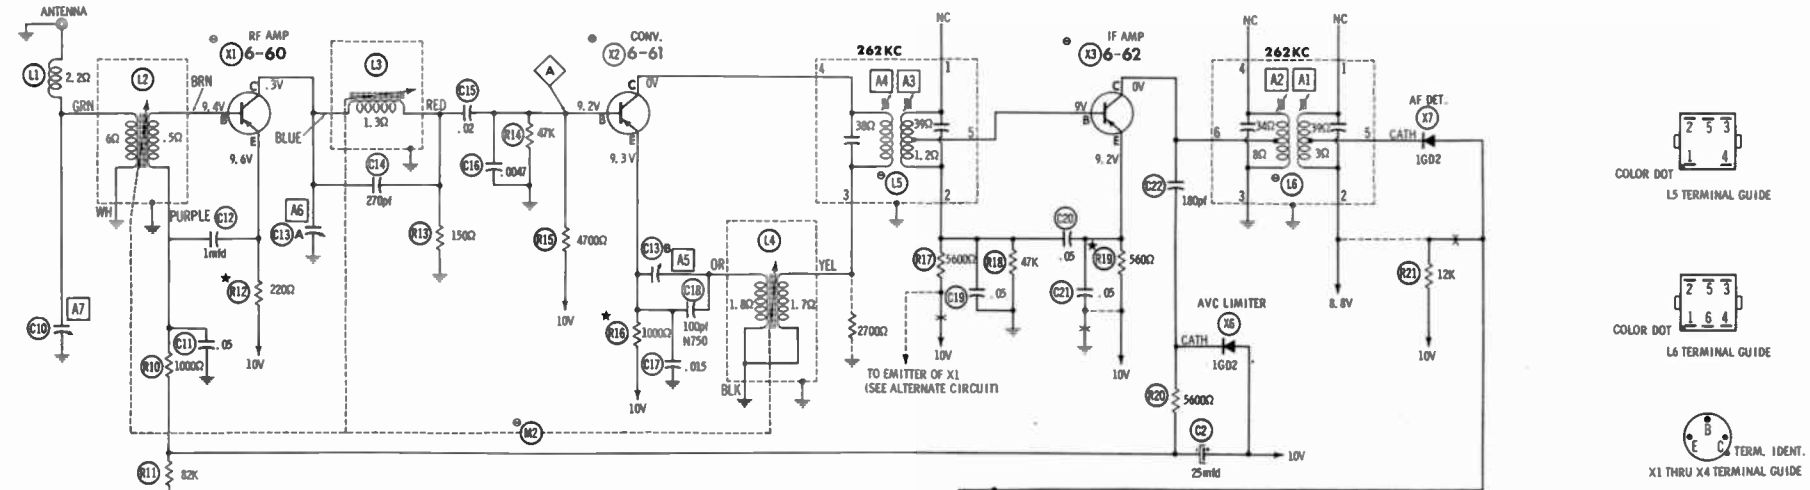 ANTENNA
L1
2.2Ω
GRN
A7
C10
L2
6Ω
.5Ω
WH
BRN
9.4V
RF AMP
X1 6-60
C
.3V
B
E
9.6V
PURPLE
C12
1mfd
R12
220Ω
10V
C11
.05
R10
1000Ω
R11
82K
L3
1.3Ω
BLUE
RED
C14
270pf
A6
C13A
R13
150Ω
C15
.02
C16
.0047
R14
47K
A
R15
4700Ω
10V
CONV.
X2 6-61
9.2V
C
0V
B
E
9.3V
C13B
A5
C18
100pf
N750
R16
1000Ω
C17
.015
10V
OR
L4
1.8Ω
1.7Ω
YEL
BLK
M2
262KC
4
A4
A3
NC
1
38Ω
39Ω
1.2Ω
5
L5
3
2
2700Ω
R17
5600Ω
C19
.05
R18
47K
10V
TO EMITTER OF X1
(SEE ALTERNATE CIRCUIT
IF AMP
X3 6-62
9V
C
0V
B
E
9.2V
C20
.05
C21
.05
R19
560Ω
10V
C22
180pf
NC
NC
262KC
4
A2
A1
1
34Ω
39Ω
8Ω
3Ω
6
5
L6
3
2
8.8V
AF DET.
X7
CATH
1GD2
R21
12K
10V
AVC LIMITER
X6
CATH
1GD2
R20
5600Ω
C2
25mfd
10V
2 5 3
1 4
COLOR DOT
L5 TERMINAL GUIDE
2 5 3
1 6 4
COLOR DOT
L6 TERMINAL GUIDE
B
E C
TERM. IDENT.
X1 THRU X4 TERMINAL GUIDE